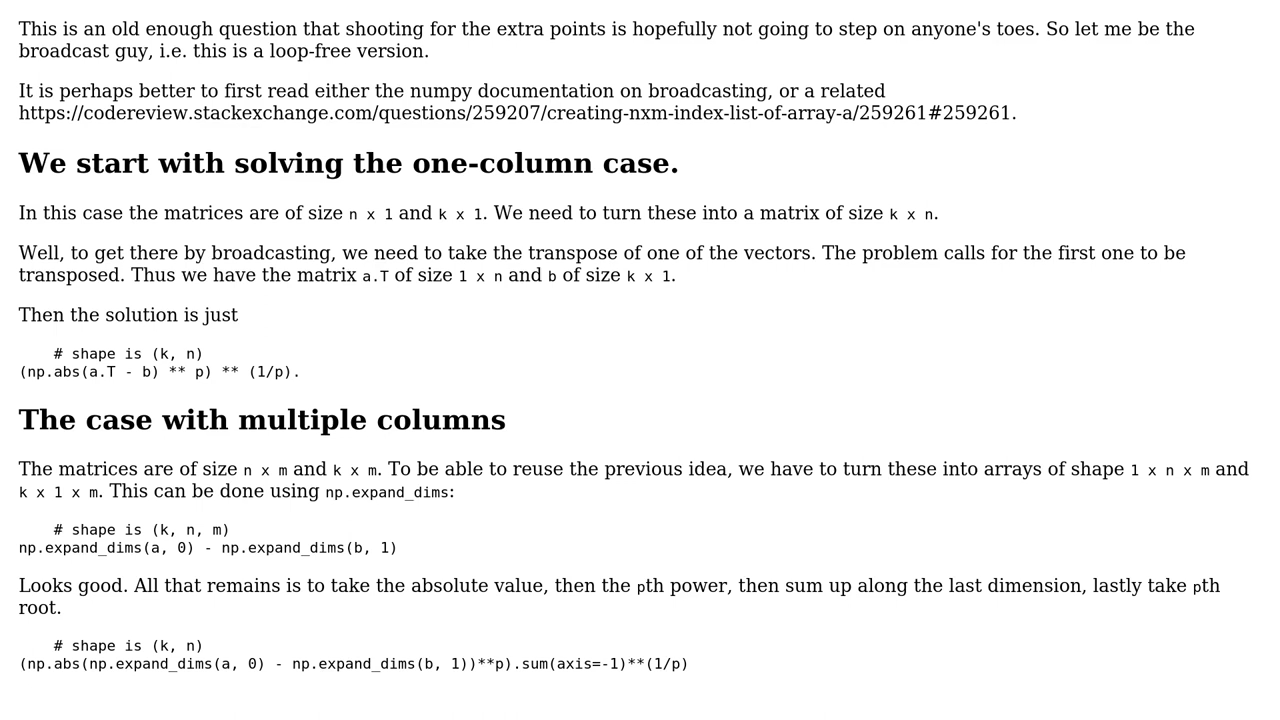 This is an old enough question that shooting for the extra points is hopefully not going to step on anyone's toes. So let me be the
broadcast guy, i.e. this is a loop-free version.
It is perhaps better to first read either the numpy documentation on broadcasting, or a related
https://codereview.stackexchange.com/questions/259207/creating-nxm-index-list-of-array-a/259261#259261.
We start with solving the one-column case.
In this case the matrices are of size n x 1 and k x 1. We need to turn these into a matrix of size k x n.
Well, to get there by broadcasting, we need to take the transpose of one of the vectors. The problem calls for the first one to be
transposed. Thus we have the matrix a.T of size 1 x n and b of size k x 1.
Then the solution is just
    # shape is (k, n)
(np.abs(a.T - b) ** p) ** (1/p).
The case with multiple columns
The matrices are of size n x m and k x m. To be able to reuse the previous idea, we have to turn these into arrays of shape 1 x n x m and
k x 1 x m. This can be done using np.expand_dims:
    # shape is (k, n, m)
np.expand_dims(a, 0) - np.expand_dims(b, 1)
Looks good. All that remains is to take the absolute value, then the pth power, then sum up along the last dimension, lastly take pth
root.
    # shape is (k, n)
(np.abs(np.expand_dims(a, 0) - np.expand_dims(b, 1))**p).sum(axis=-1)**(1/p)